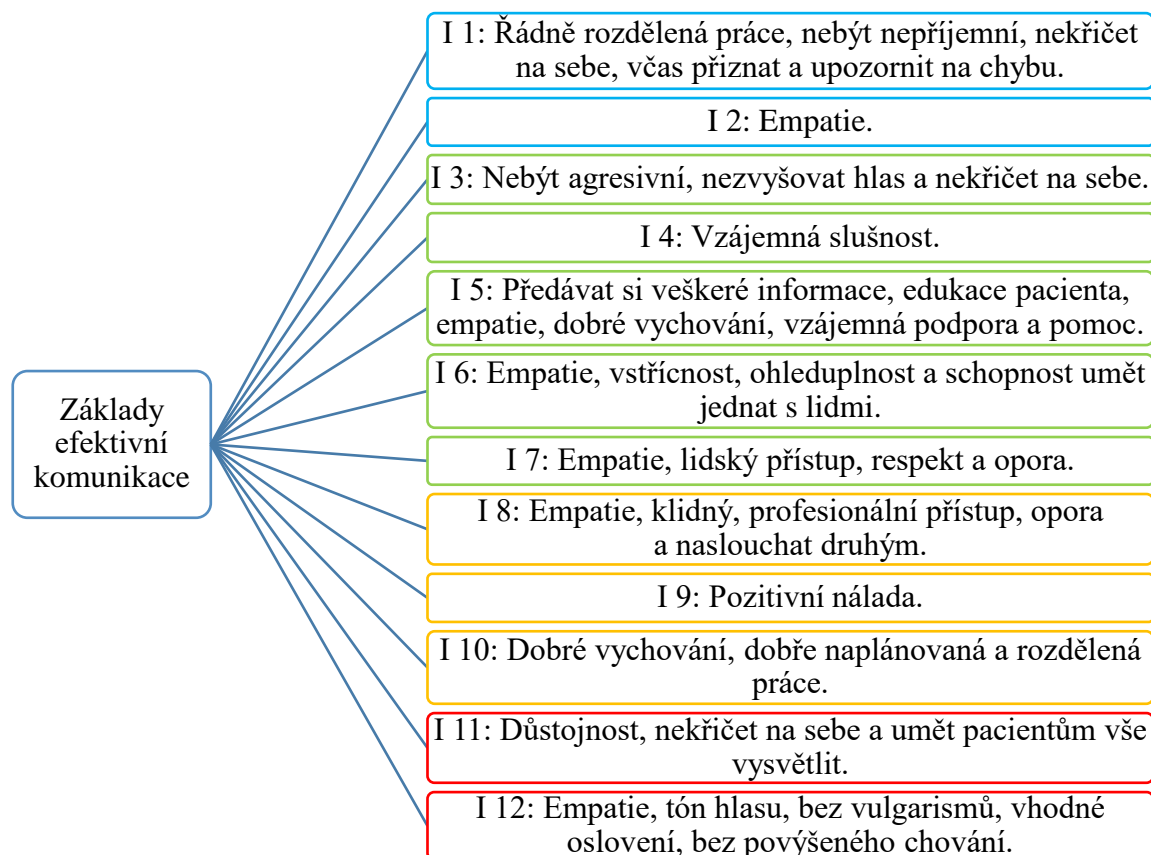 I 1: Řádně rozdělená práce, nebýt nepříjemní, nekřičet
na sebe, včas přiznat a upozornit na chybu.
I 2: Empatie.
I 3: Nebýt agresivní, nezvyšovat hlas a nekřičet na sebe.
I 4: Vzájemná slušnost.
I 5: Předávat si veškeré informace, edukace pacienta,
empatie, dobré vychování, vzájemná podpora a pomoc.
I 6: Empatie, vstřícnost, ohleduplnost a schopnost umět
jednat s lidmi.
Základy
efektivní
komunikace
I 7: Empatie, lidský přístup, respekt a opora.
I 8: Empatie, klidný, profesionální přístup, opora
a naslouchat druhým.
I 9: Pozitivní nálada.
I 10: Dobré vychování, dobře naplánovaná a rozdělená
práce.
I 11: Důstojnost, nekřičet na sebe a umět pacientům vše
vysvětlit.
I 12: Empatie, tón hlasu, bez vulgarismů, vhodné
oslovení, bez povýšeného chování.